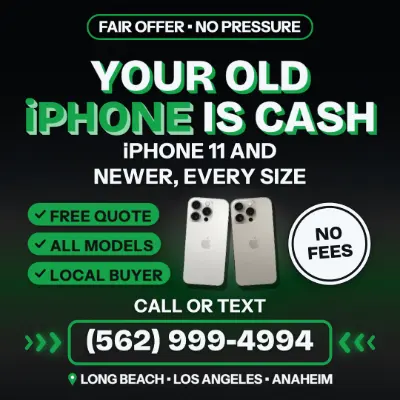 FAIR OFFER • NO PRESSURE
YOUR OLD
iPHONE IS CASH
iPHONE 11 AND
NEWER, EVERY SIZE
FREE QUOTE
ALL MODELS
LOCAL BUYER
NO
FEES
CALL OR TEXT
(562) 999-4994
LONG BEACH • LOS ANGELES • ANAHEIM